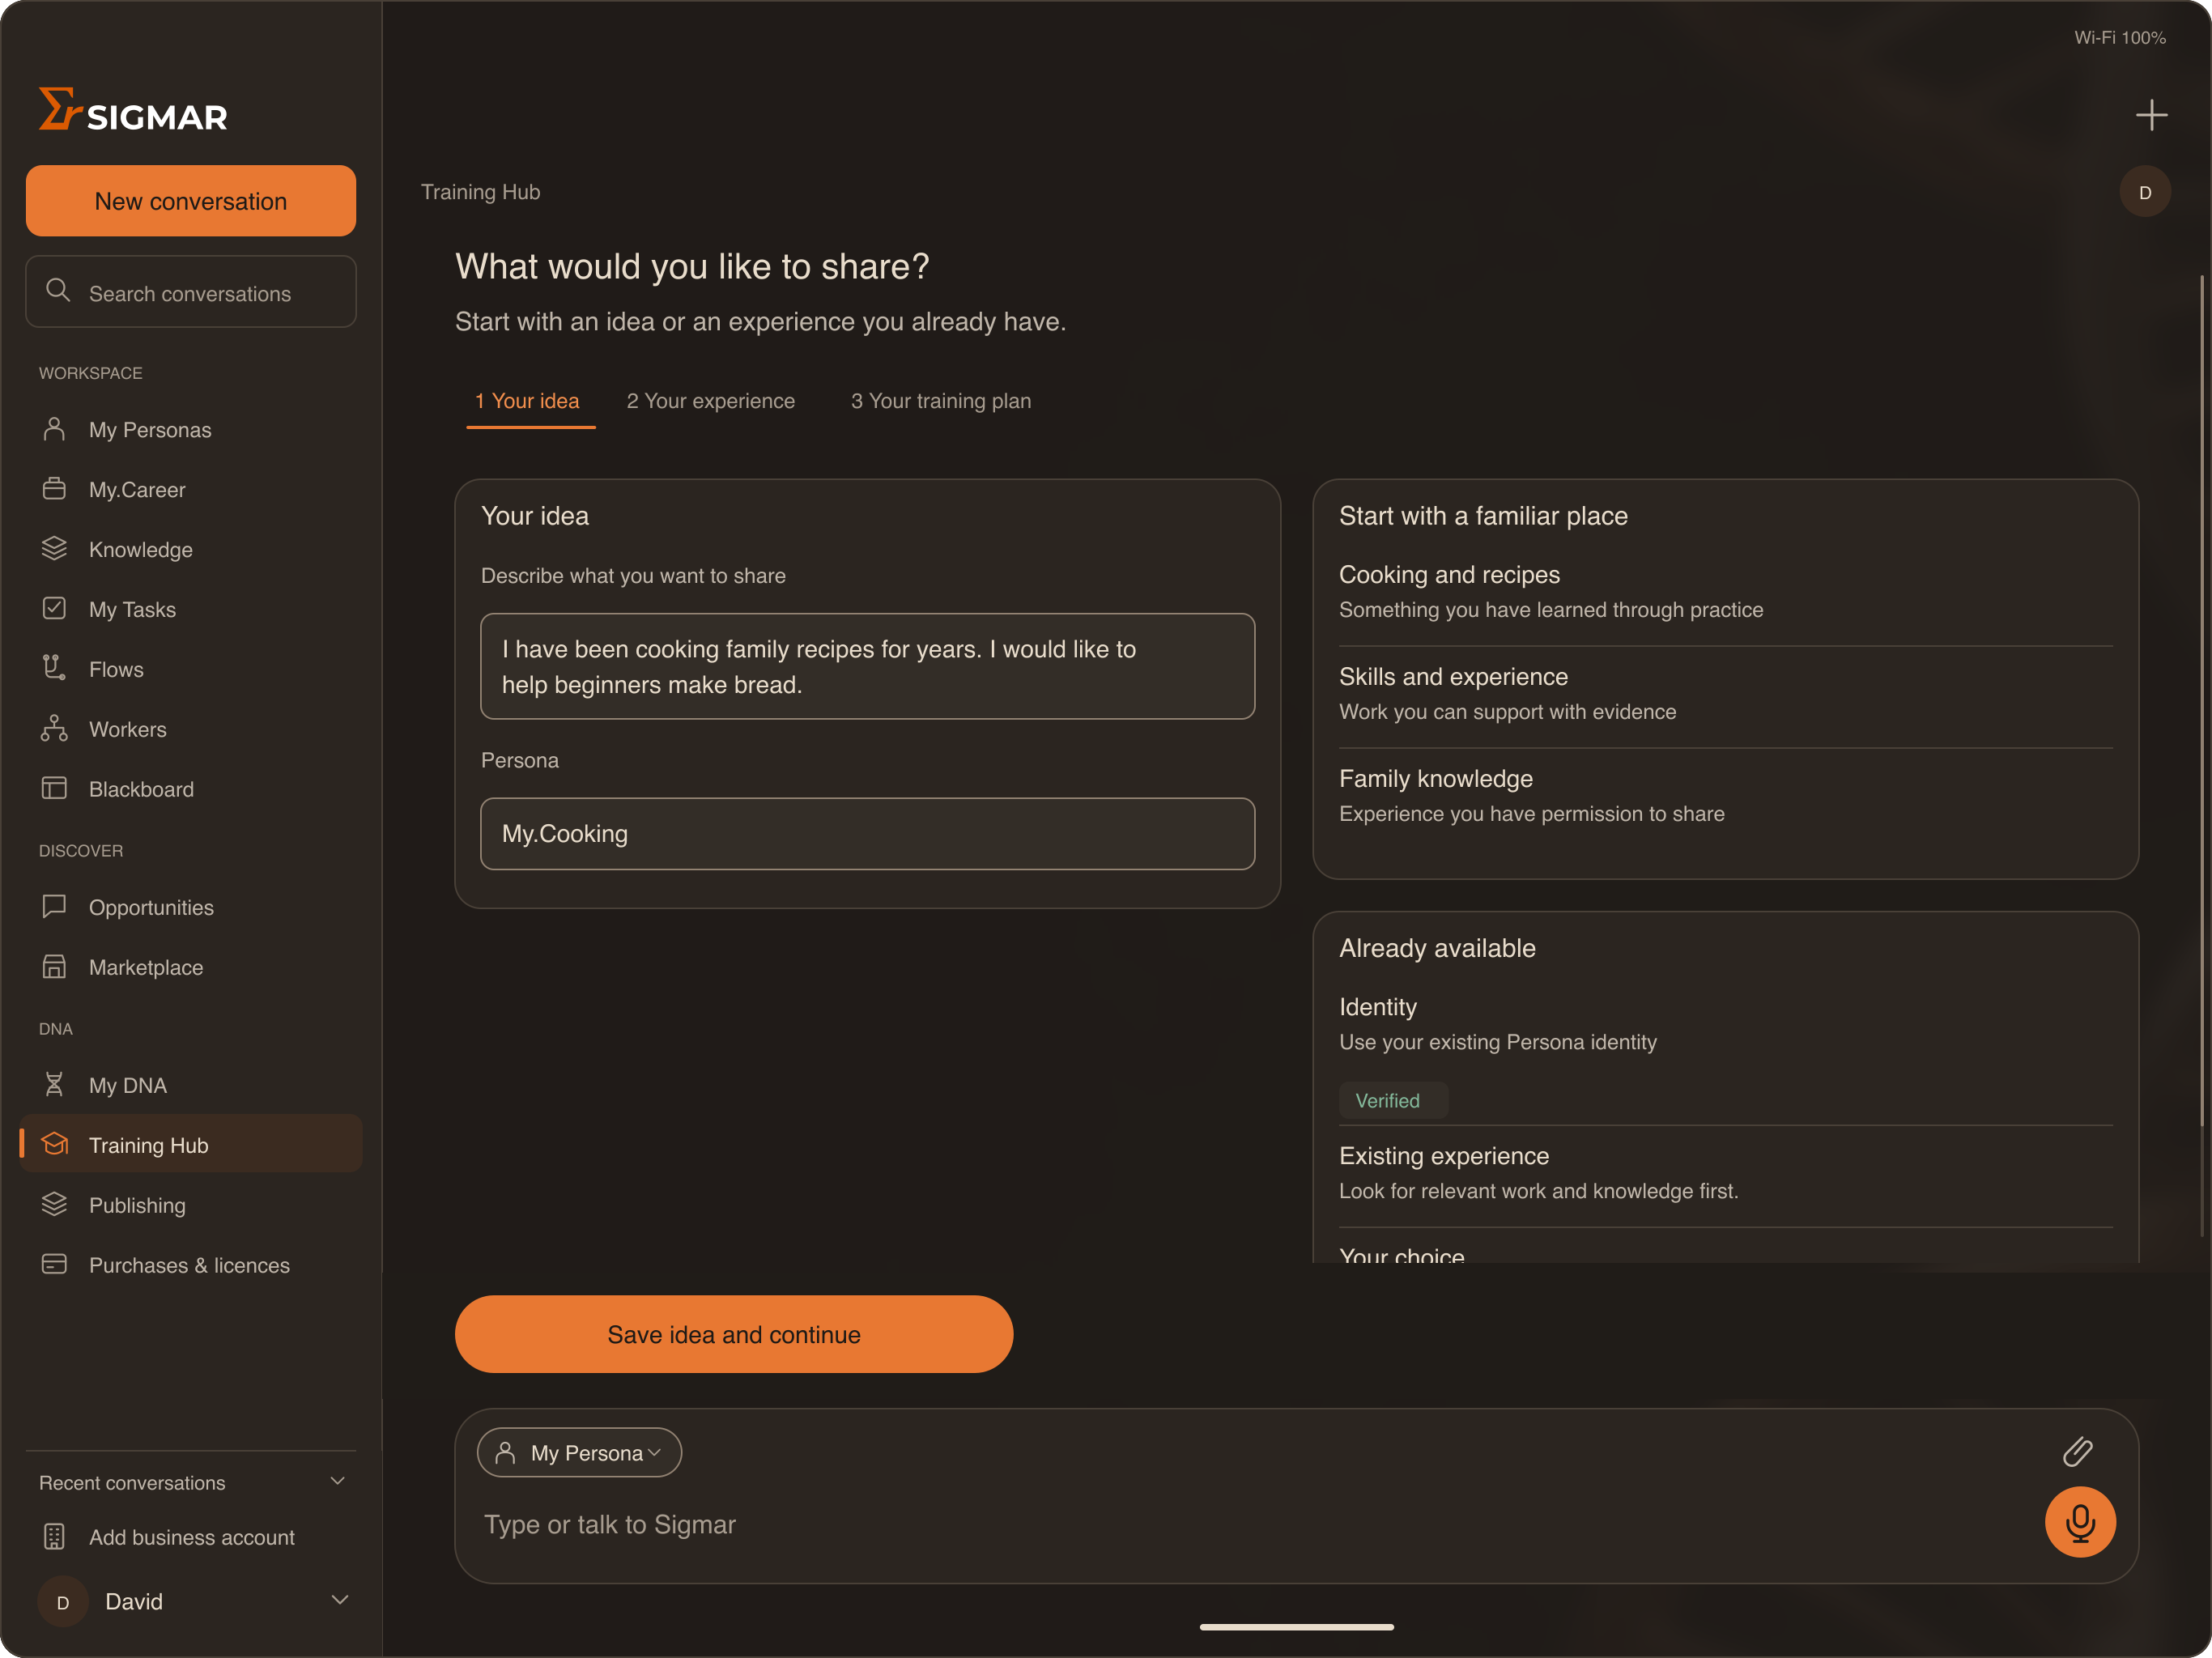 Wi-Fi 100%
Σr SIGMAR
New conversation
Search conversations
WORKSPACE
My Personas
My.Career
Knowledge
My Tasks
Flows
Workers
Blackboard
DISCOVER
Opportunities
Marketplace
DNA
My DNA
Training Hub
Publishing
Purchases & licences
Recent conversations
Add business account
D
David
Training Hub
D
What would you like to share?
Start with an idea or an experience you already have.
1 Your idea
2 Your experience
3 Your training plan
Your idea
Describe what you want to share
I have been cooking family recipes for years. I would like to
help beginners make bread.
Persona
My.Cooking
Start with a familiar place
Cooking and recipes
Something you have learned through practice
Skills and experience
Work you can support with evidence
Family knowledge
Experience you have permission to share
Already available
Identity
Use your existing Persona identity
Verified
Existing experience
Look for relevant work and knowledge first.
Your choice
Save idea and continue
My Persona
Type or talk to Sigmar